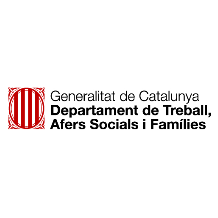 Generalitat de Catalunya
Departament de Treball,
Afers Socials i Famílies